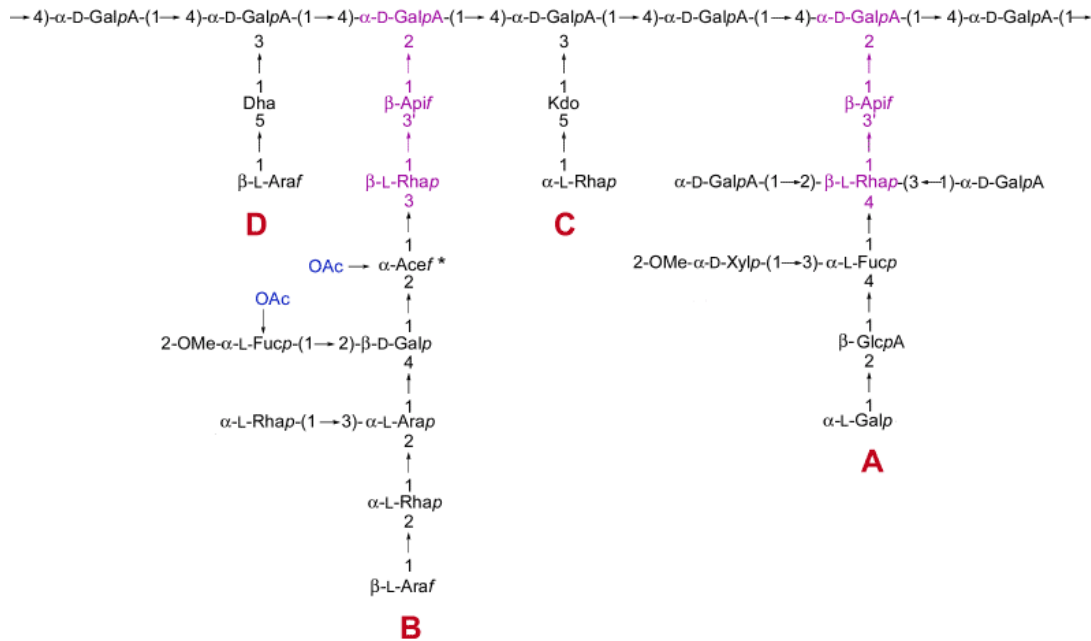 → 4)-α-D-GalpA-(1 → 4)-α-D-GalpA-(1 → 4)-α-D-GalpA-(1 → 4)-α-D-GalpA-(1 → 4)-α-D-GalpA-(1 → 4)-α-D-GalpA-(1 → 4)-α-D-GalpA-(1 →
3 2 3 2
1 1 1 1
Dha β-Apif Kdo β-Apif
5 3' 5 3'
1 1 1 1
β-L-Araf β-L-Rhap α-L-Rhap α-D-GalpA-(1→2)- β-L-Rhap-(3←1)-α-D-GalpA
D 3 C 4
1 1
OAc → α-Acef * 2-OMe-α-D-Xylp-(1→3)-α-L-Fucp
2 4
OAc
1 1
2-OMe-α-L-Fucp-(1→2)-β-D-Galp β-GlcpA
4 2
1 1
α-L-Rhap-(1→3)-α-L-Arap α-L-Galp
2 A
1
α-L-Rhap
2
1
β-L-Araf
B